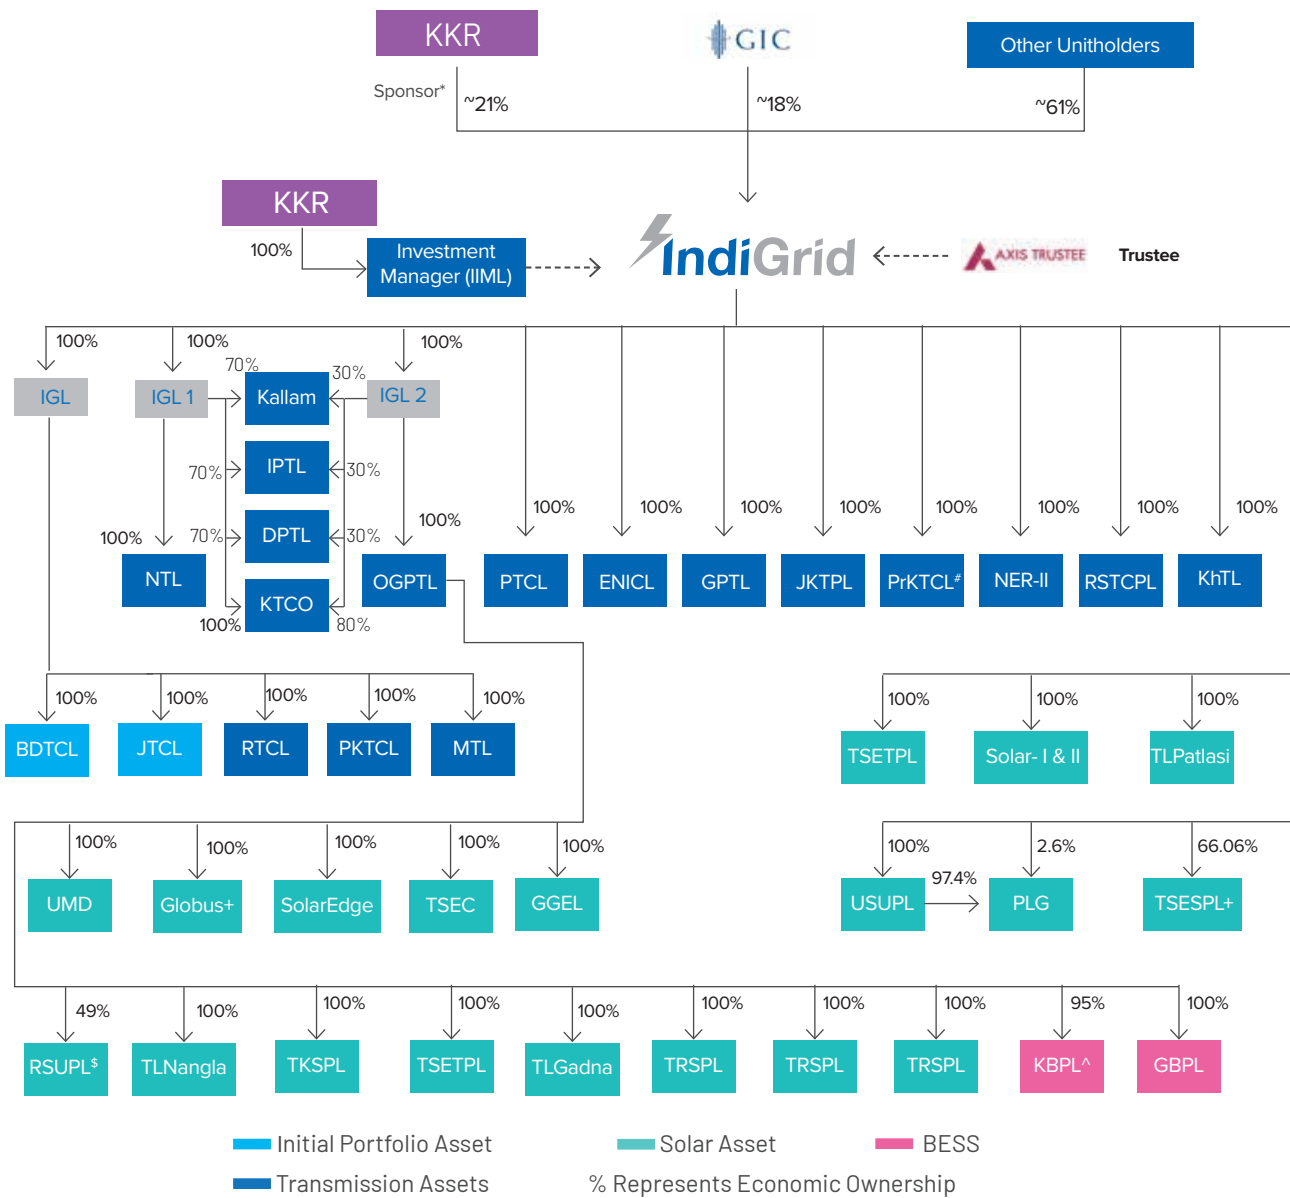 KKR
GIC
Other Unitholders
Sponsor*
~21%
~18%
~61%
KKR
100%
Investment
Manager (IIML)
IndiGrid
AXIS TRUSTEE
Trustee
100%
100%
100%
70%
30%
IGL
IGL 1
Kallam
IGL 2
70%
IPTL
30%
100%
70%
DPTL
30%
100%
100%
100%
100%
100%
100%
100%
100%
100%
NTL
OGPTL
PTCL
ENICL
GPTL
JKTPL
PrKTCL#
NER-II
RSTCPL
KhTL
KTCO
100%
80%
100%
100%
100%
100%
100%
100%
100%
100%
BDTCL
JTCL
RTCL
PKTCL
MTL
TSETPL
Solar- I & II
TLPatlasi
100%
100%
100%
100%
100%
100%
2.6%
66.06%
97.4%
UMD
Globus+
SolarEdge
TSEC
GGEL
USUPL
PLG
TSESPL+
49%
100%
100%
100%
100%
100%
100%
100%
95%
100%
RSUPL$
TLNangla
TKSPL
TSETPL
TLGadna
TRSPL
TRSPL
TRSPL
KBPL^
GBPL
Initial Portfolio Asset
Solar Asset
BESS
Transmission Assets
% Represents Economic Ownership